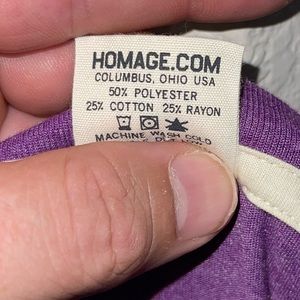 HOMAGE.COM
COLUMBUS, OHIO USA
50% POLYESTER
25% COTTON 25% RAYON
MACHINE WASH COLD